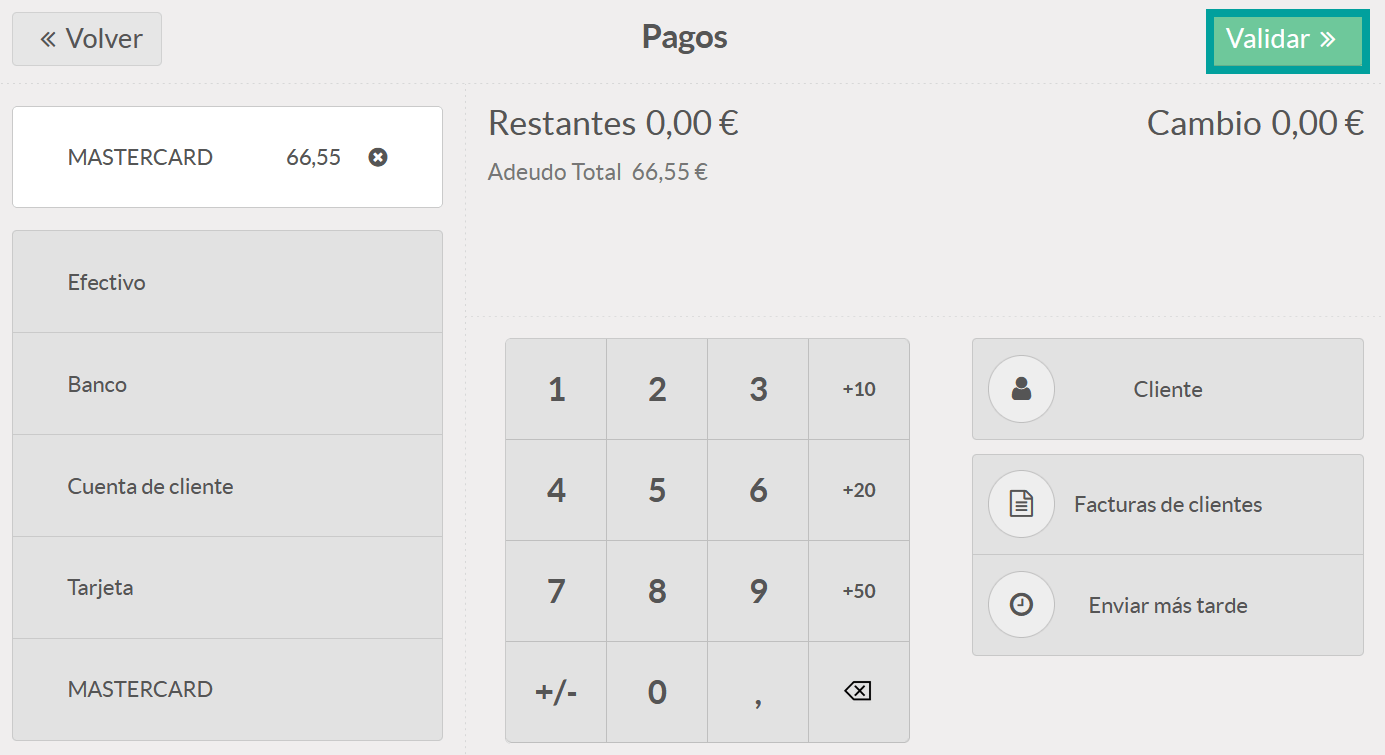 « Volver
Pagos
Validar »
MASTERCARD 66,55
Restantes 0,00 €
Cambio 0,00 €
Adeudo Total 66,55 €
Efectivo
Banco
Cuenta de cliente
Tarjeta
MASTERCARD
1 2 3 +10
4 5 6 +20
7 8 9 +50
+/- 0 ,
Cliente
Facturas de clientes
Enviar más tarde